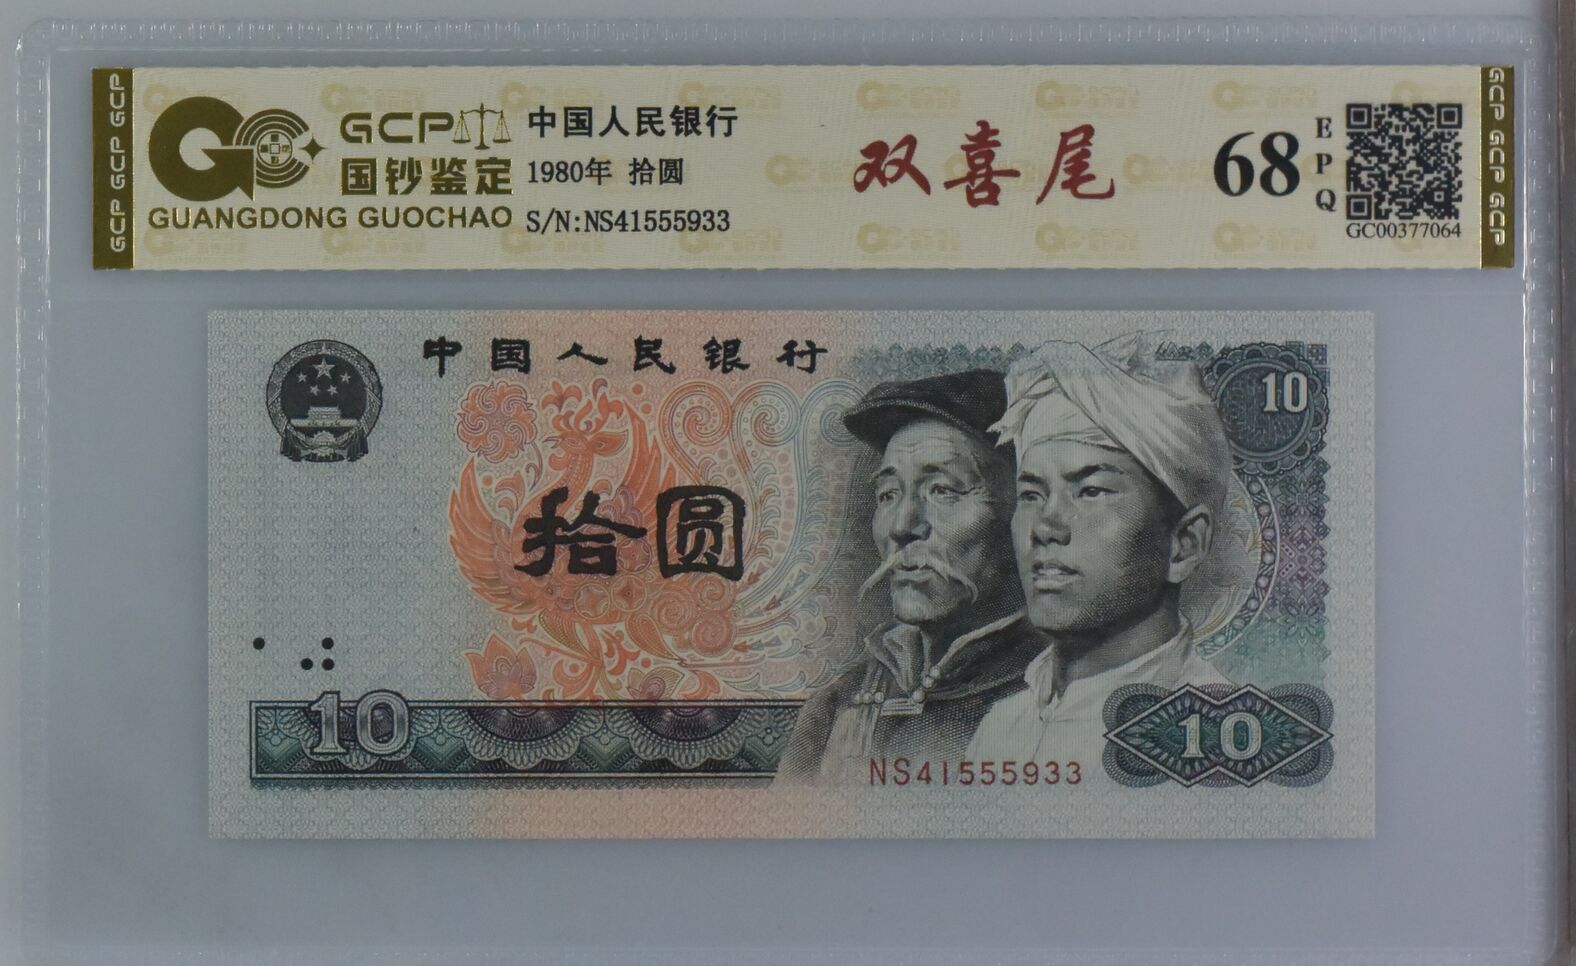 GCP GCP GCP
GC
GCP
国钞鉴定
GUANGDONG GUOCHAO
中国人民银行
1980年 拾圆
S/N:NS41555933
双喜尾
68
EPQ
GC00377064
GCP GCP GCP
中国人民银行
10
拾圆
10
10
NS41555933